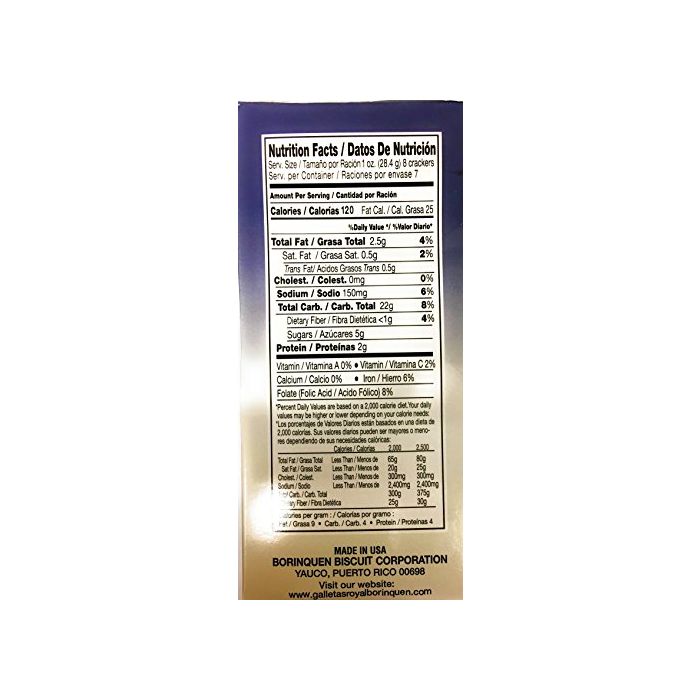 Nutrition Facts / Datos De Nutrición
Serv. Size / Tamaño por Ración 1 oz. (28.4 g) 8 crackers
Serv. per Container / Raciones por envase 7
Amount Per Serving / Cantidad por Ración
Calories / Calorías 120 Fat Cal. / Cal. Grasa 25
%Daily Value */ %Valor Diario*
Total Fat / Grasa Total 2.5g 4%
Sat. Fat / Grasa Sat. 0.5g 2%
Trans Fat/ Acidos Grasos Trans 0.5g
Cholest. / Colest. 0mg 0%
Sodium / Sodio 150mg 6%
Total Carb. / Carb. Total 22g 8%
Dietary Fiber / Fibra Dietética <1g 4%
Sugars / Azúcares 5g
Protein / Proteínas 2g
Vitamin / Vitamina A 0% • Vitamin / Vitamina C 2%
Calcium / Calcio 0% • Iron / Hierro 6%
Folate (Folic Acid / Acido Fólico) 8%
*Percent Daily Values are based on a 2,000 calorie diet.Your daily
values may be higher or lower depending on your calorie needs:
*Los porcentajes de Valores Diarios están basados en una dieta de
2,000 calorías. Sus valores diarios pueden ser mayores o meno-
res dependiendo de sus necesidades calóricas:
Calories / Calorías 2,000 2,500
Total Fat / Grasa Total Less Than / Menos de 65g 80g
Sat Fat / Grasa Sat. Less Than / Menos de 20g 25g
Cholest. / Colest. Less Than / Menos de 300mg 300mg
Sodium / Sodio Less Than / Menos de 2,400mg 2,400mg
Carb. / Carb. Total 300g 375g
Fiber / Fibra Dietética 25g 30g
Calories per gram : / Calorías por gramo :
Fat / Grasa 9 • Carb./ Carb. 4 • Protein / Proteínas 4
MADE IN USA
BORINQUEN BISCUIT CORPORATION
YAUCO, PUERTO RICO 00698
Visit our website:
www.galletasroyalborinquen.com